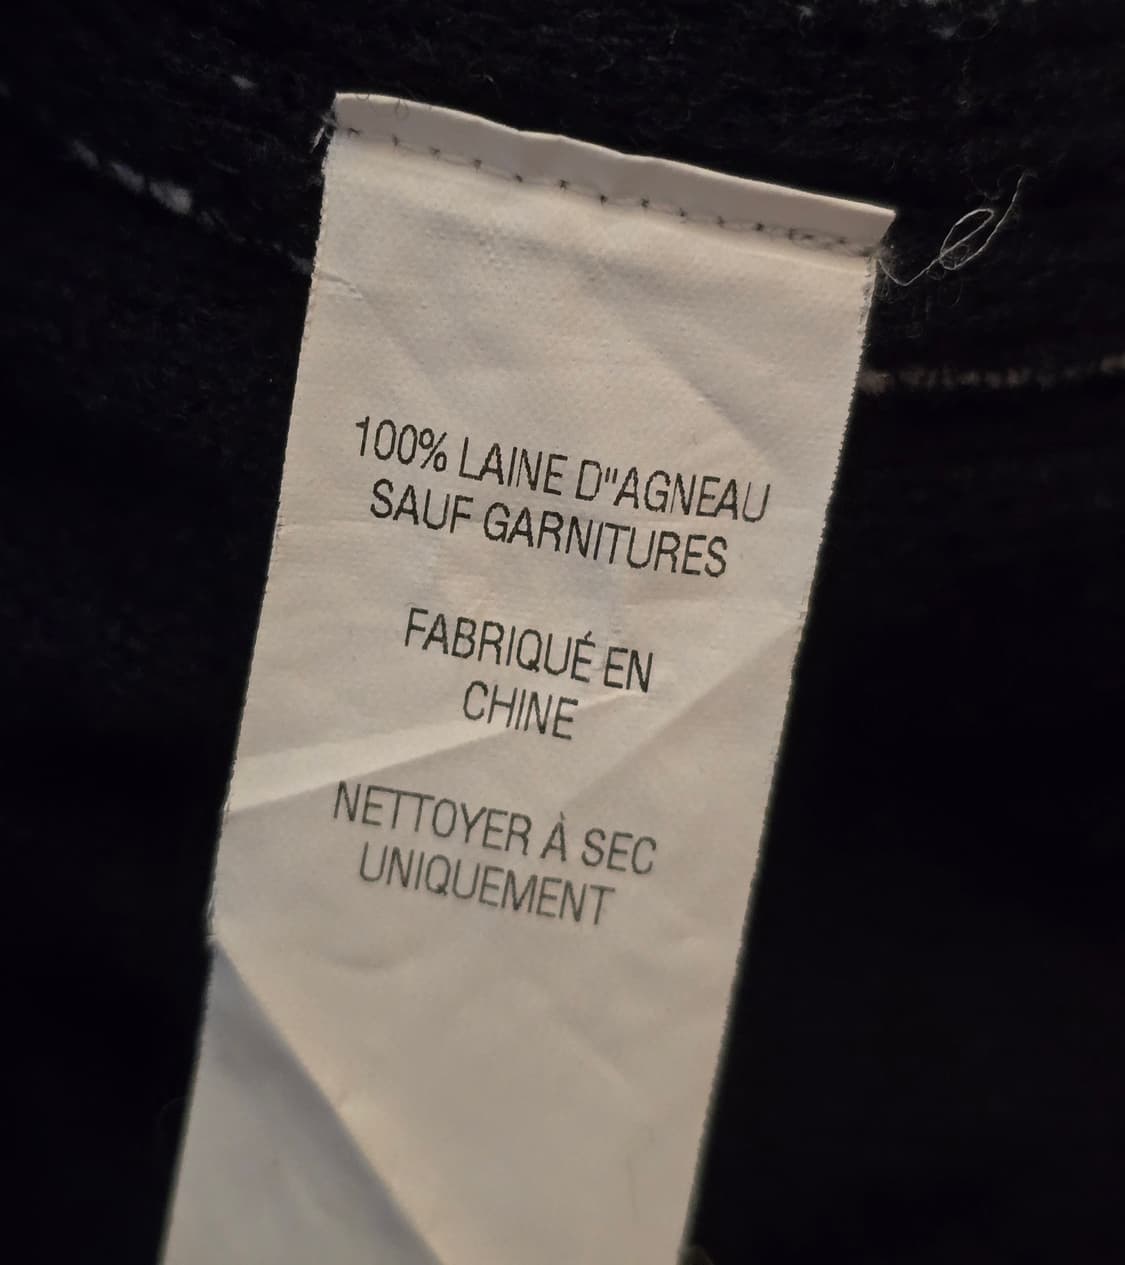 100% LAINE D"AGNEAU
SAUF GARNITURES
FABRIQUÉ EN
CHINE
NETTOYER À SEC
UNIQUEMENT